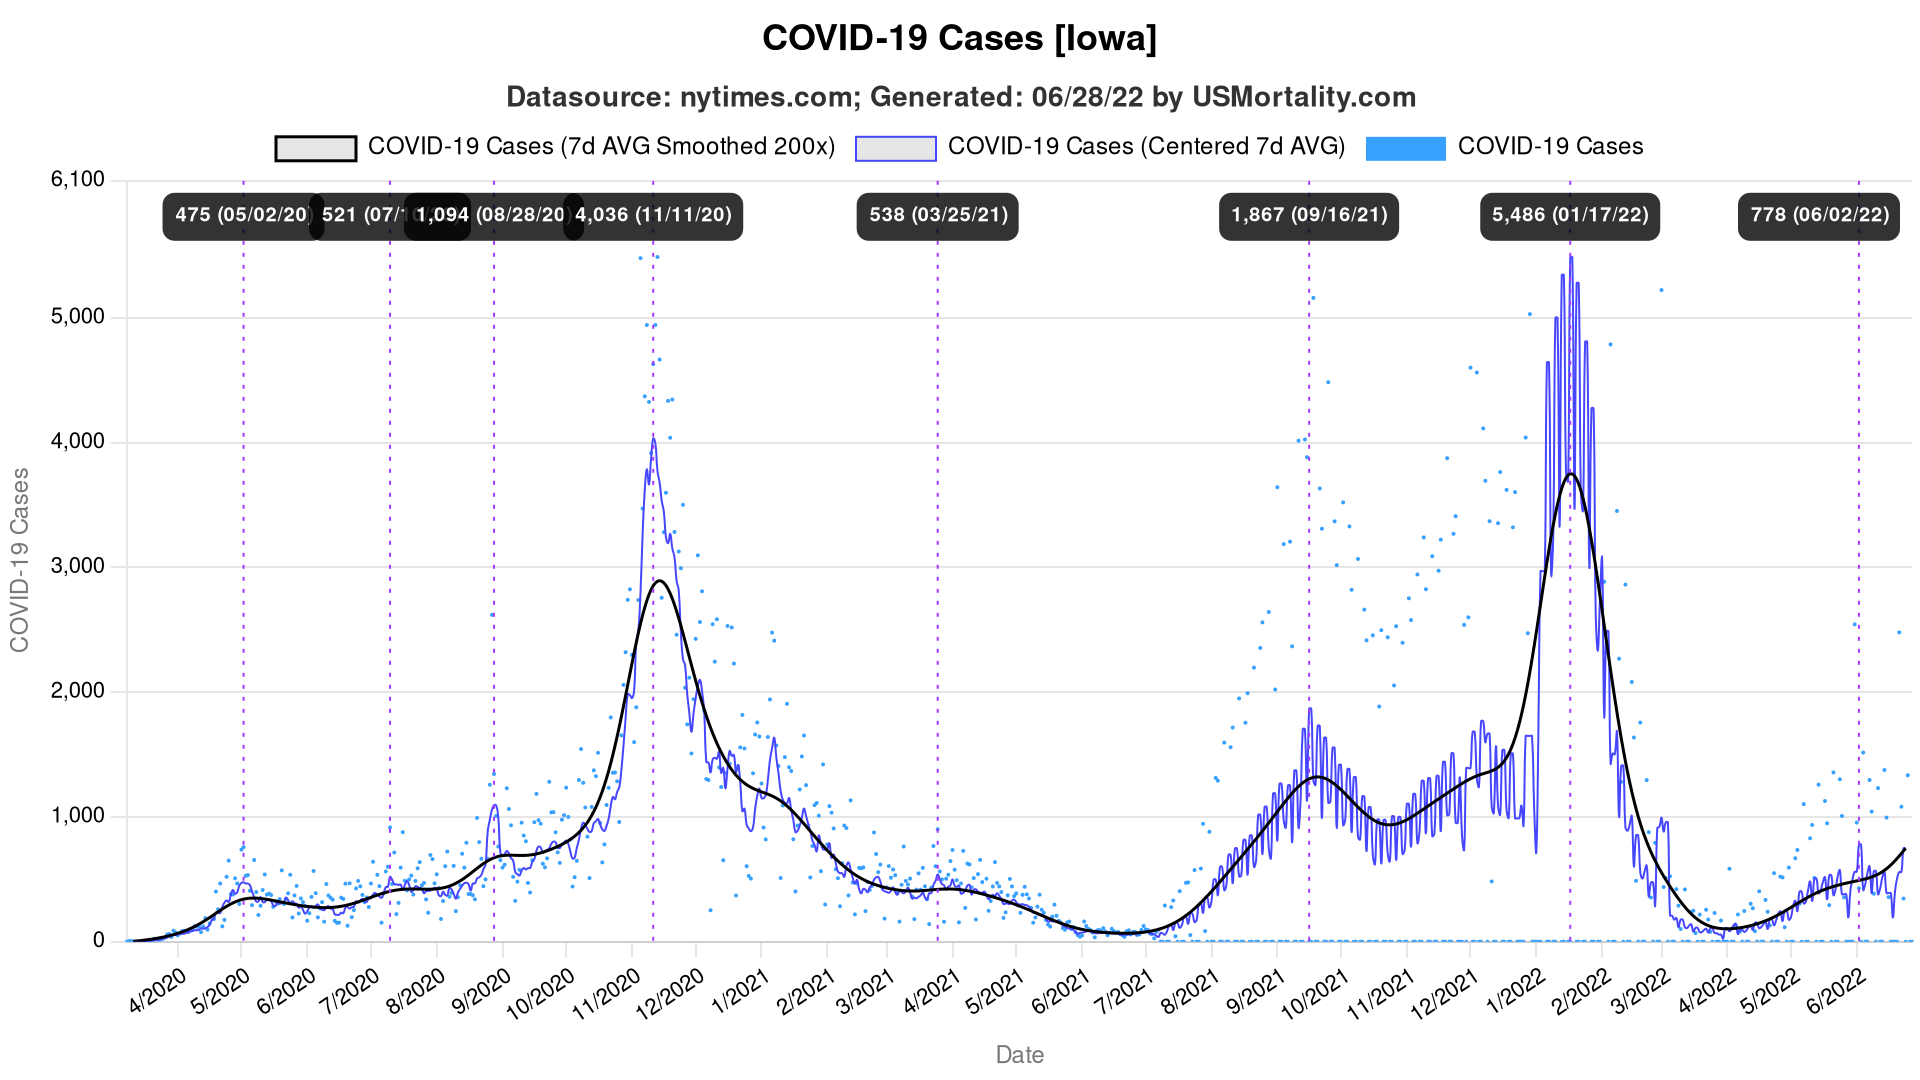 COVID-19 Cases [Iowa]
Datasource: nytimes.com; Generated: 06/28/22 by USMortality.com
COVID-19 Cases (7d AVG Smoothed 200x) COVID-19 Cases (Centered 7d AVG) COVID-19 Cases
475 (05/02/20) 521 (07/1 1,094 (08/28/20) 4,036 (11/11/20) 538 (03/25/21) 1,867 (09/16/21) 5,486 (01/17/22) 778 (06/02/22)
6,100
5,000
4,000
3,000
2,000
1,000
0
COVID-19 Cases
4/2020 5/2020 6/2020 7/2020 8/2020 9/2020 10/2020 11/2020 12/2020 1/2021 2/2021 3/2021 4/2021 5/2021 6/2021 7/2021 8/2021 9/2021 10/2021 11/2021 12/2021 1/2022 2/2022 3/2022 4/2022 5/2022 6/2022
Date